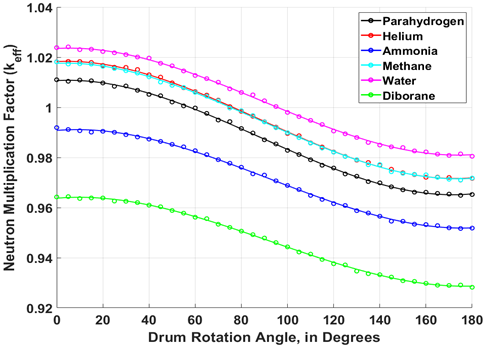 1.04
1.02
1
0.98
0.96
0.94
0.92
Neutron Multiplication Factor (k_eff)
Parahydrogen
Helium
Ammonia
Methane
Water
Diborane
0 20 40 60 80 100 120 140 160 180
Drum Rotation Angle, in Degrees